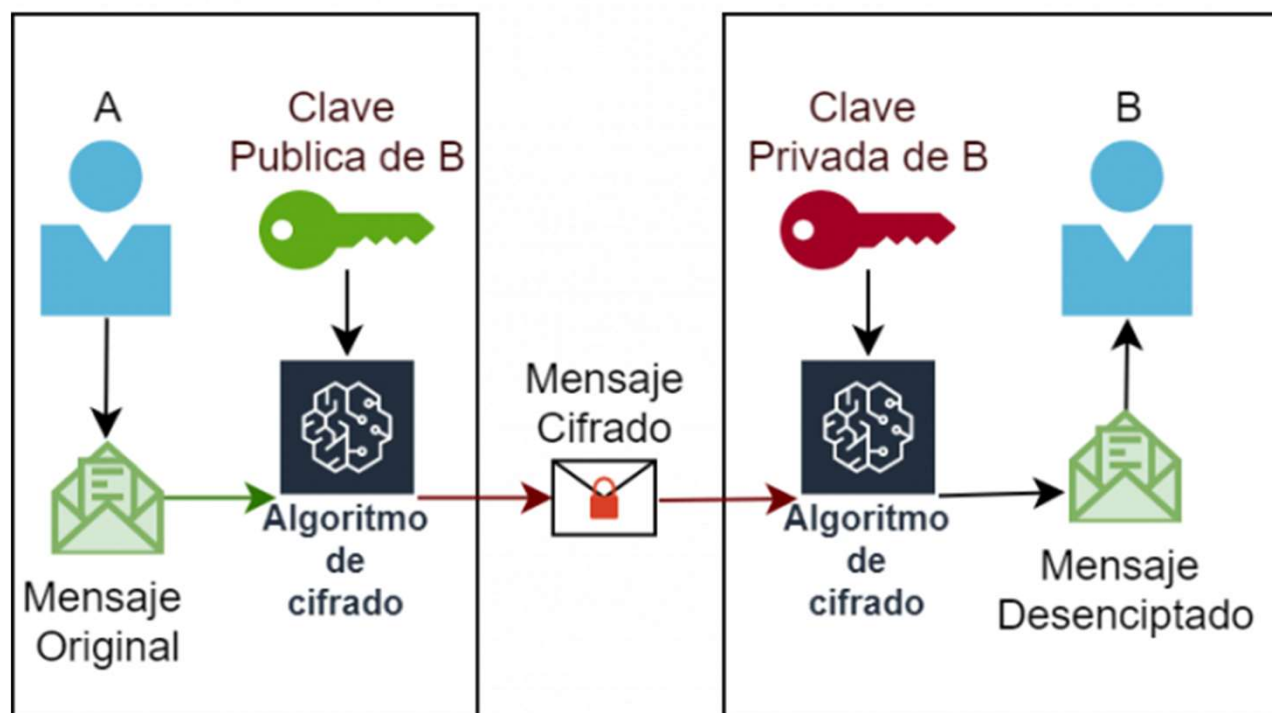 A
Clave
Publica de B
Algoritmo
de
cifrado
Mensaje
Original
Mensaje
Cifrado
Clave
Privada de B
B
Algoritmo
de
cifrado
Mensaje
Desenciptado